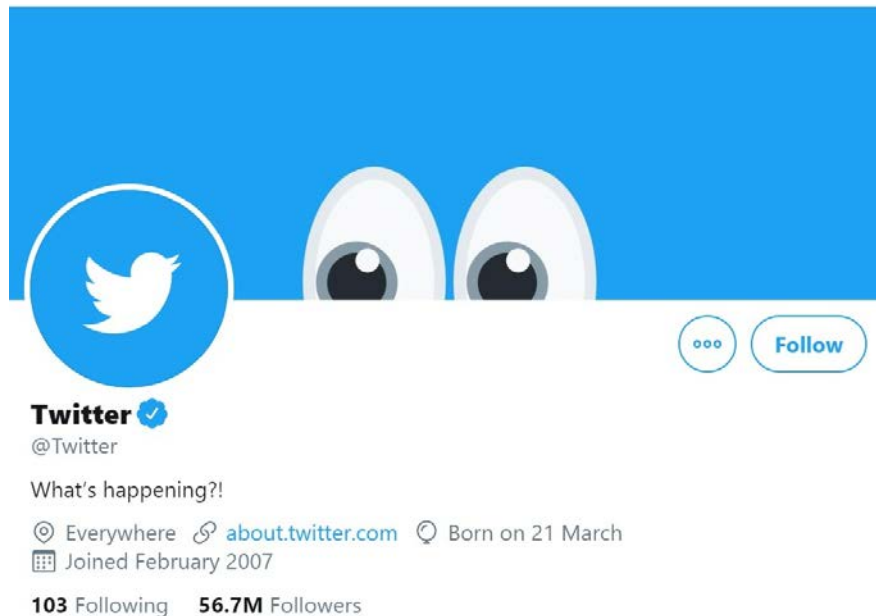 Follow
Twitter
@Twitter
What's happening?!
Everywhere about.twitter.com Born on 21 March
Joined February 2007
103 Following 56.7M Followers